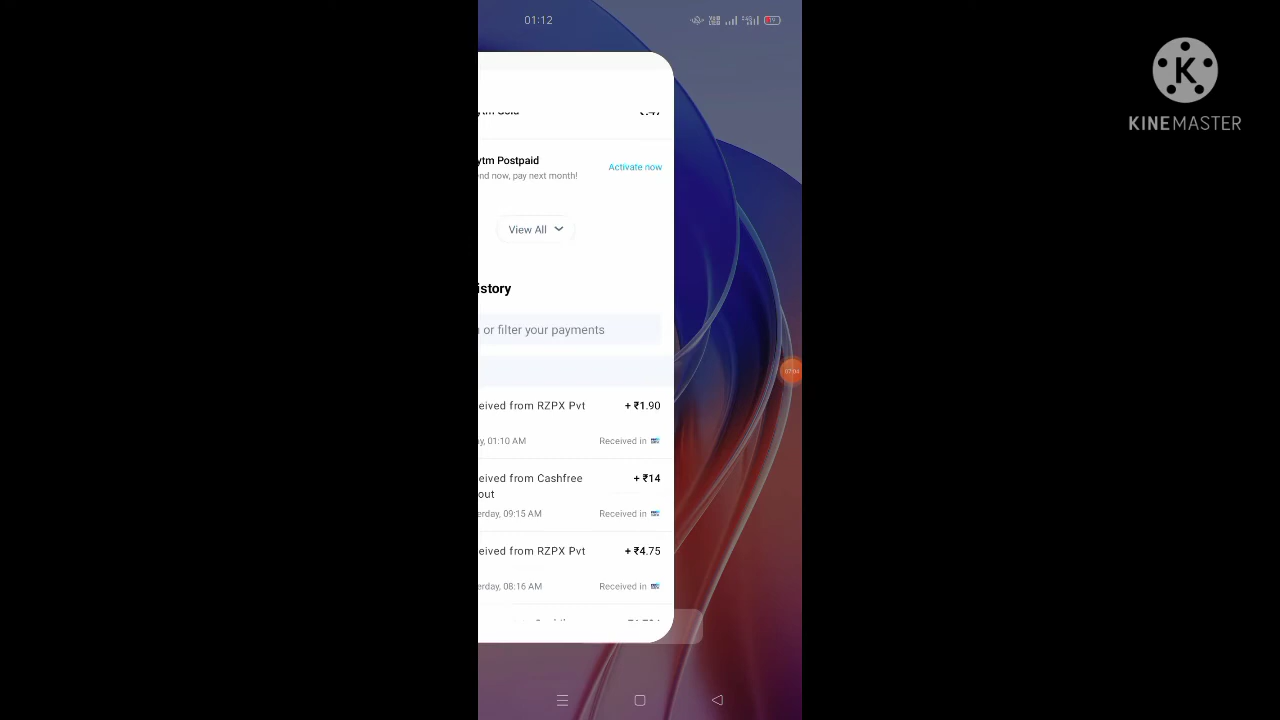 01:12
KINEMASTER
ytm Postpaid
Activate now
nd now, pay next month!
View All
istory
or filter your payments
eived from RZPX Pvt
+ ₹1.90
ay, 01:10 AM
Received in
eived from Cashfree
+ ₹14
out
erday, 09:15 AM
Received in
eived from RZPX Pvt
+ ₹4.75
erday, 08:16 AM
Received in